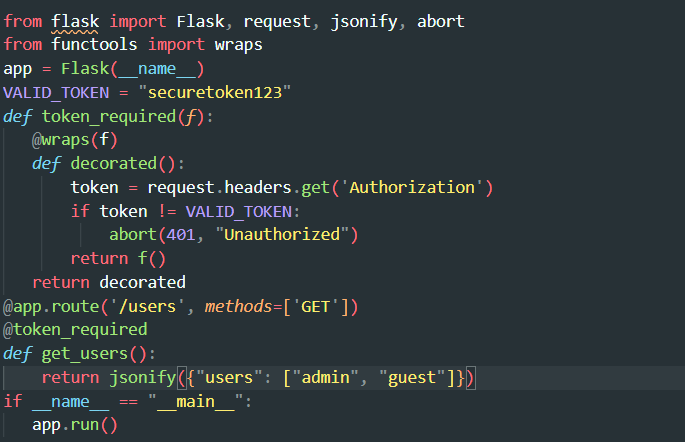 from flask import Flask, request, jsonify, abort
from functools import wraps
app = Flask(__name__)
VALID_TOKEN = "securetoken123"
def token_required(f):
    @wraps(f)
    def decorated():
        token = request.headers.get('Authorization')
        if token != VALID_TOKEN:
            abort(401, "Unauthorized")
        return f()
    return decorated
@app.route('/users', methods=['GET'])
@token_required
def get_users():
    return jsonify({"users": ["admin", "guest"]})
if __name__ == "__main__":
    app.run()